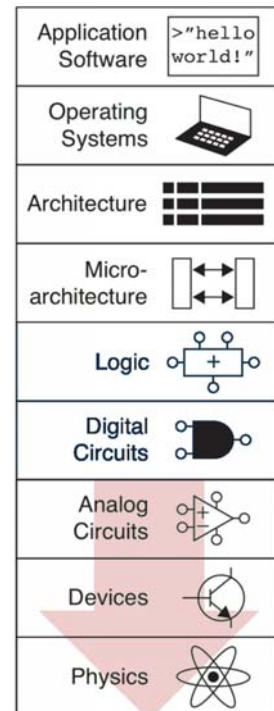 Application
Software
>"hello
world!"
Operating
Systems
Architecture
Micro-
architecture
Logic
+
Digital
Circuits
Analog
Circuits
+
-
Devices
Physics